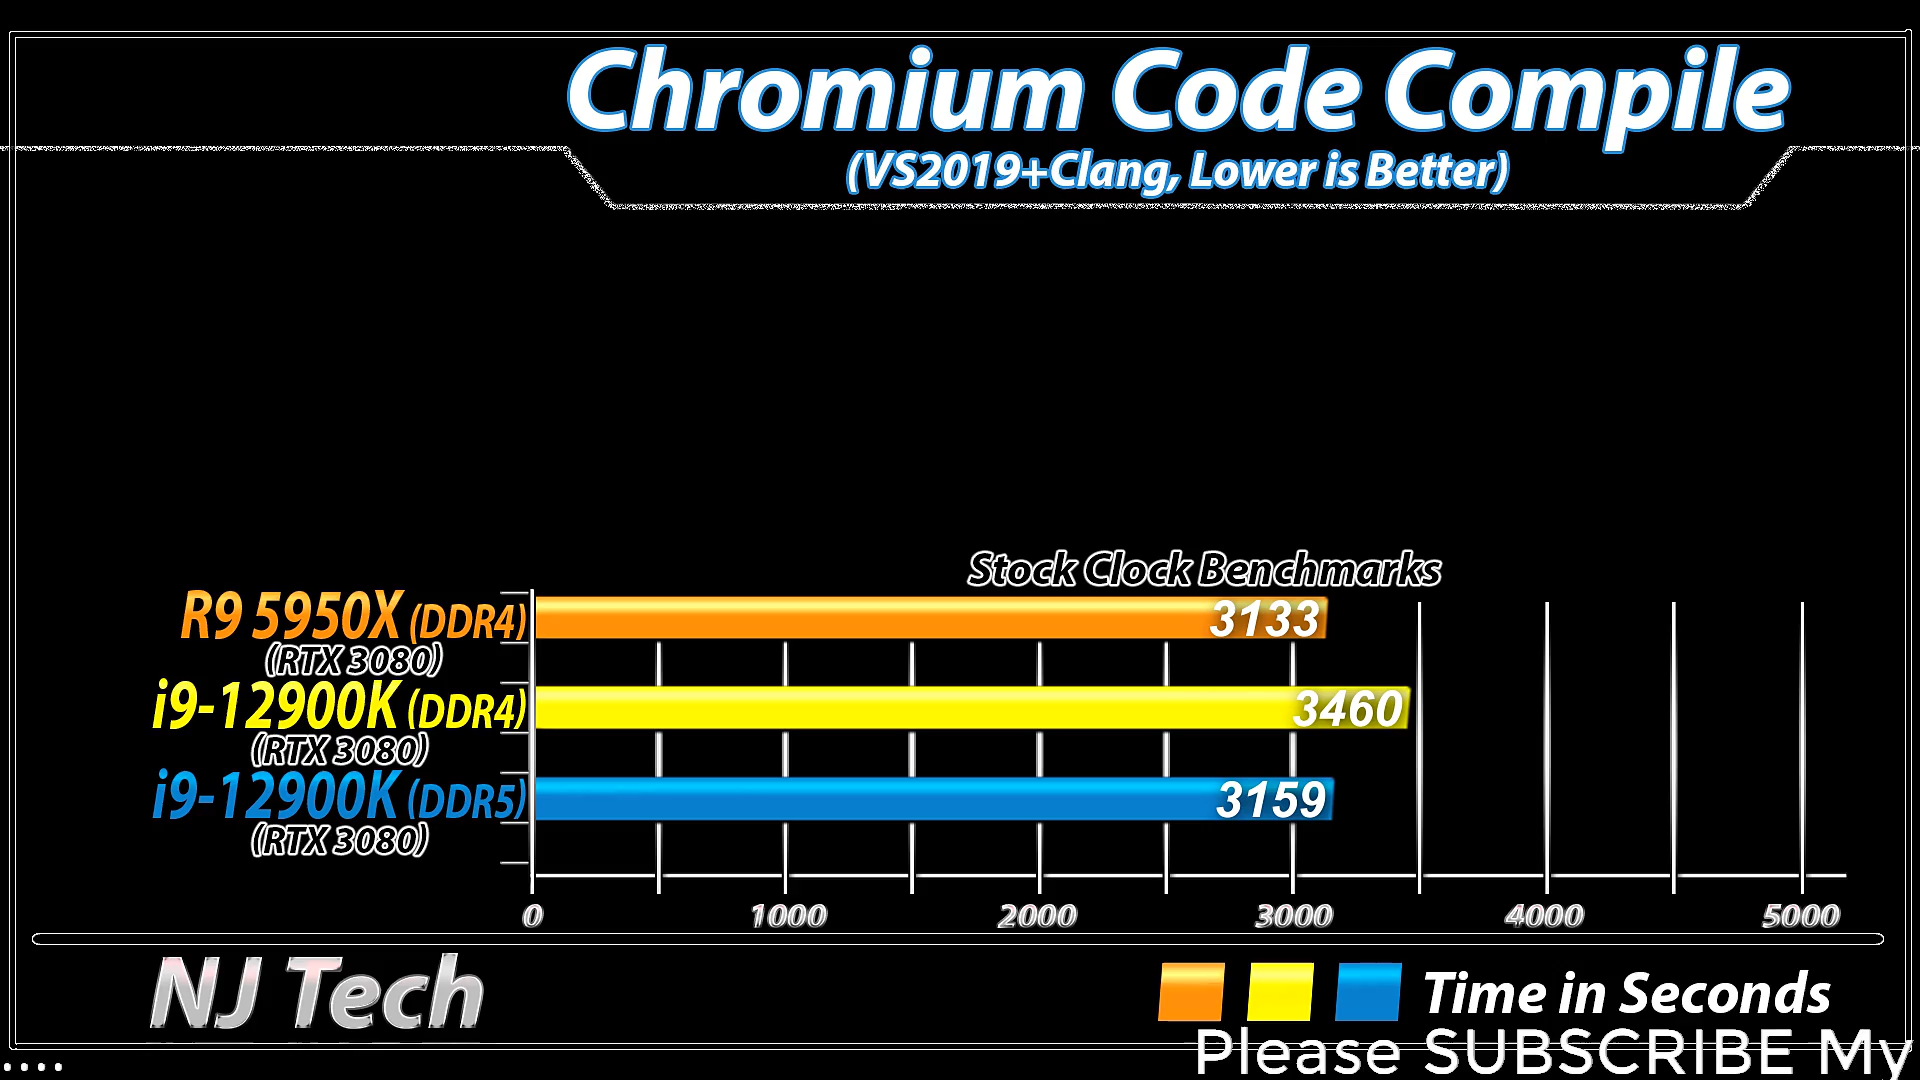 Chromium Code Compile
(VS2019+Clang, Lower is Better)
Stock Clock Benchmarks
R9 5950X (DDR4) 3133
(RTX 3080)
i9-12900K (DDR4) 3460
(RTX 3080)
i9-12900K (DDR5) 3159
(RTX 3080)
0 1000 2000 3000 4000 5000
NJ Tech
Time in Seconds
Please SUBSCRIBE My
....